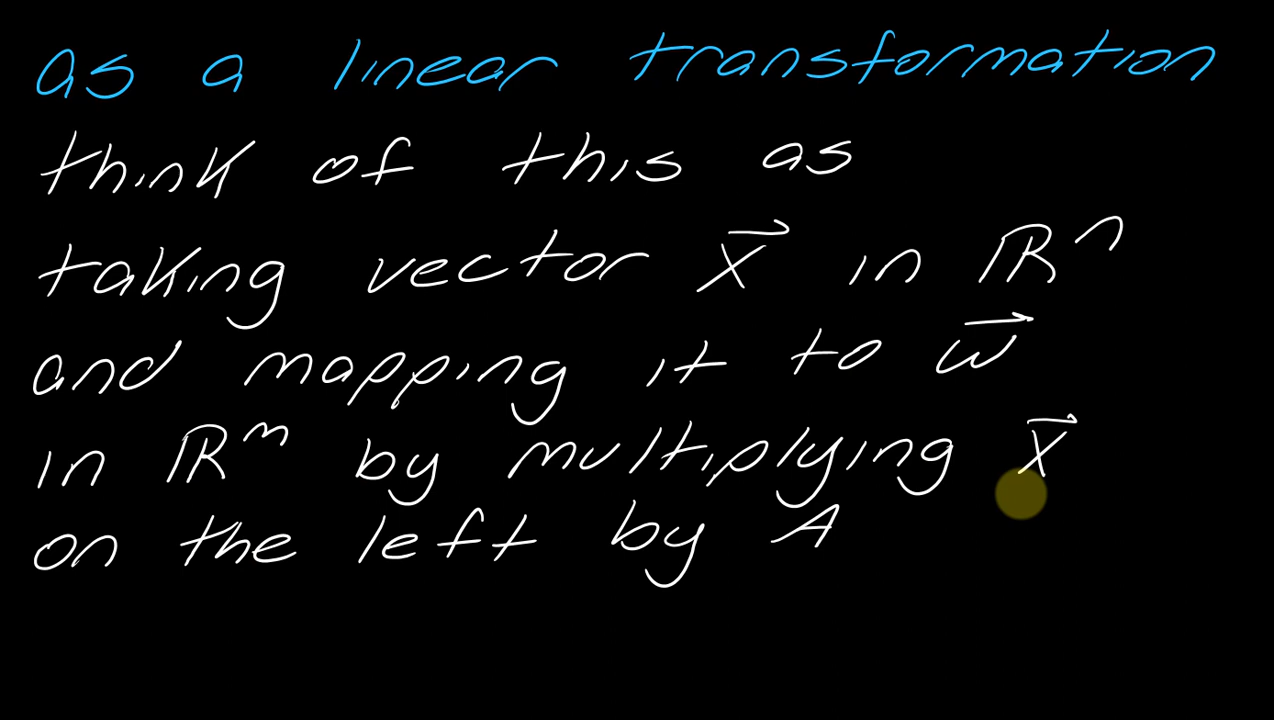 as a linear transformation
think of this as
taking vector x⃗ in ℝⁿ
and mapping it to w⃗
in ℝᵐ by multiplying x⃗
on the left by A